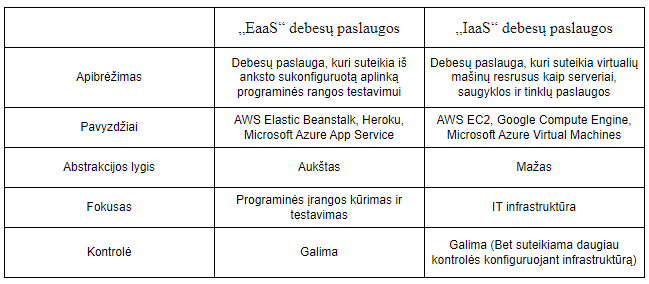 „EaaS“ debesų paslaugos
„IaaS“ debesų paslaugos
Apibrėžimas
Debesų paslauga, kuri suteikia iš
anksto sukonfiguruotą aplinką
programinės rangos testavimui
Debesų paslauga, kuri suteikia virtualių
mašinų resrusus kaip serveriai,
saugyklos ir tinklų paslaugos
Pavyzdžiai
AWS Elastic Beanstalk, Heroku,
Microsoft Azure App Service
AWS EC2, Google Compute Engine,
Microsoft Azure Virtual Machines
Abstrakcijos lygis
Aukštas
Mažas
Fokusas
Programinės įrangos kūrimas ir
testavimas
IT infrastruktūra
Kontrolė
Galima
Galima (Bet suteikiama daugiau
kontrolės konfiguruojant infrastruktūrą)